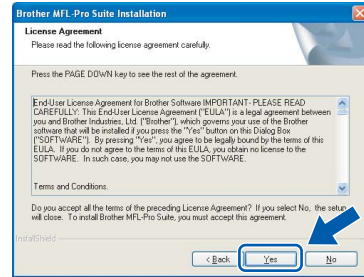 Brother MFL-Pro Suite Installation
License Agreement
Please read the following license agreement carefully.
Press the PAGE DOWN key to see the rest of the agreement.
End-User License Agreement for Brother Software IMPORTANT- PLEASE READ
CAREFULLY: This End-User License Agreement ("EULA") is a legal agreement between
you and Brother Industries, Ltd. ("Brother"), which governs your use of the Brother
software that will be installed if you press the "Yes" button on this Dialog Box
("SOFTWARE"). By pressing "Yes", you agree to be legally bound by the terms of this
EULA. If you do not agree to the terms of this EULA, you obtain no license to the
SOFTWARE. In such case, you may not use the SOFTWARE.
Terms and Conditions.
Do you accept all the terms of the preceding License Agreement? If you select No, the setup
will close. To install Brother MFL-Pro Suite, you must accept this agreement.
InstallShield
< Back
Yes
No